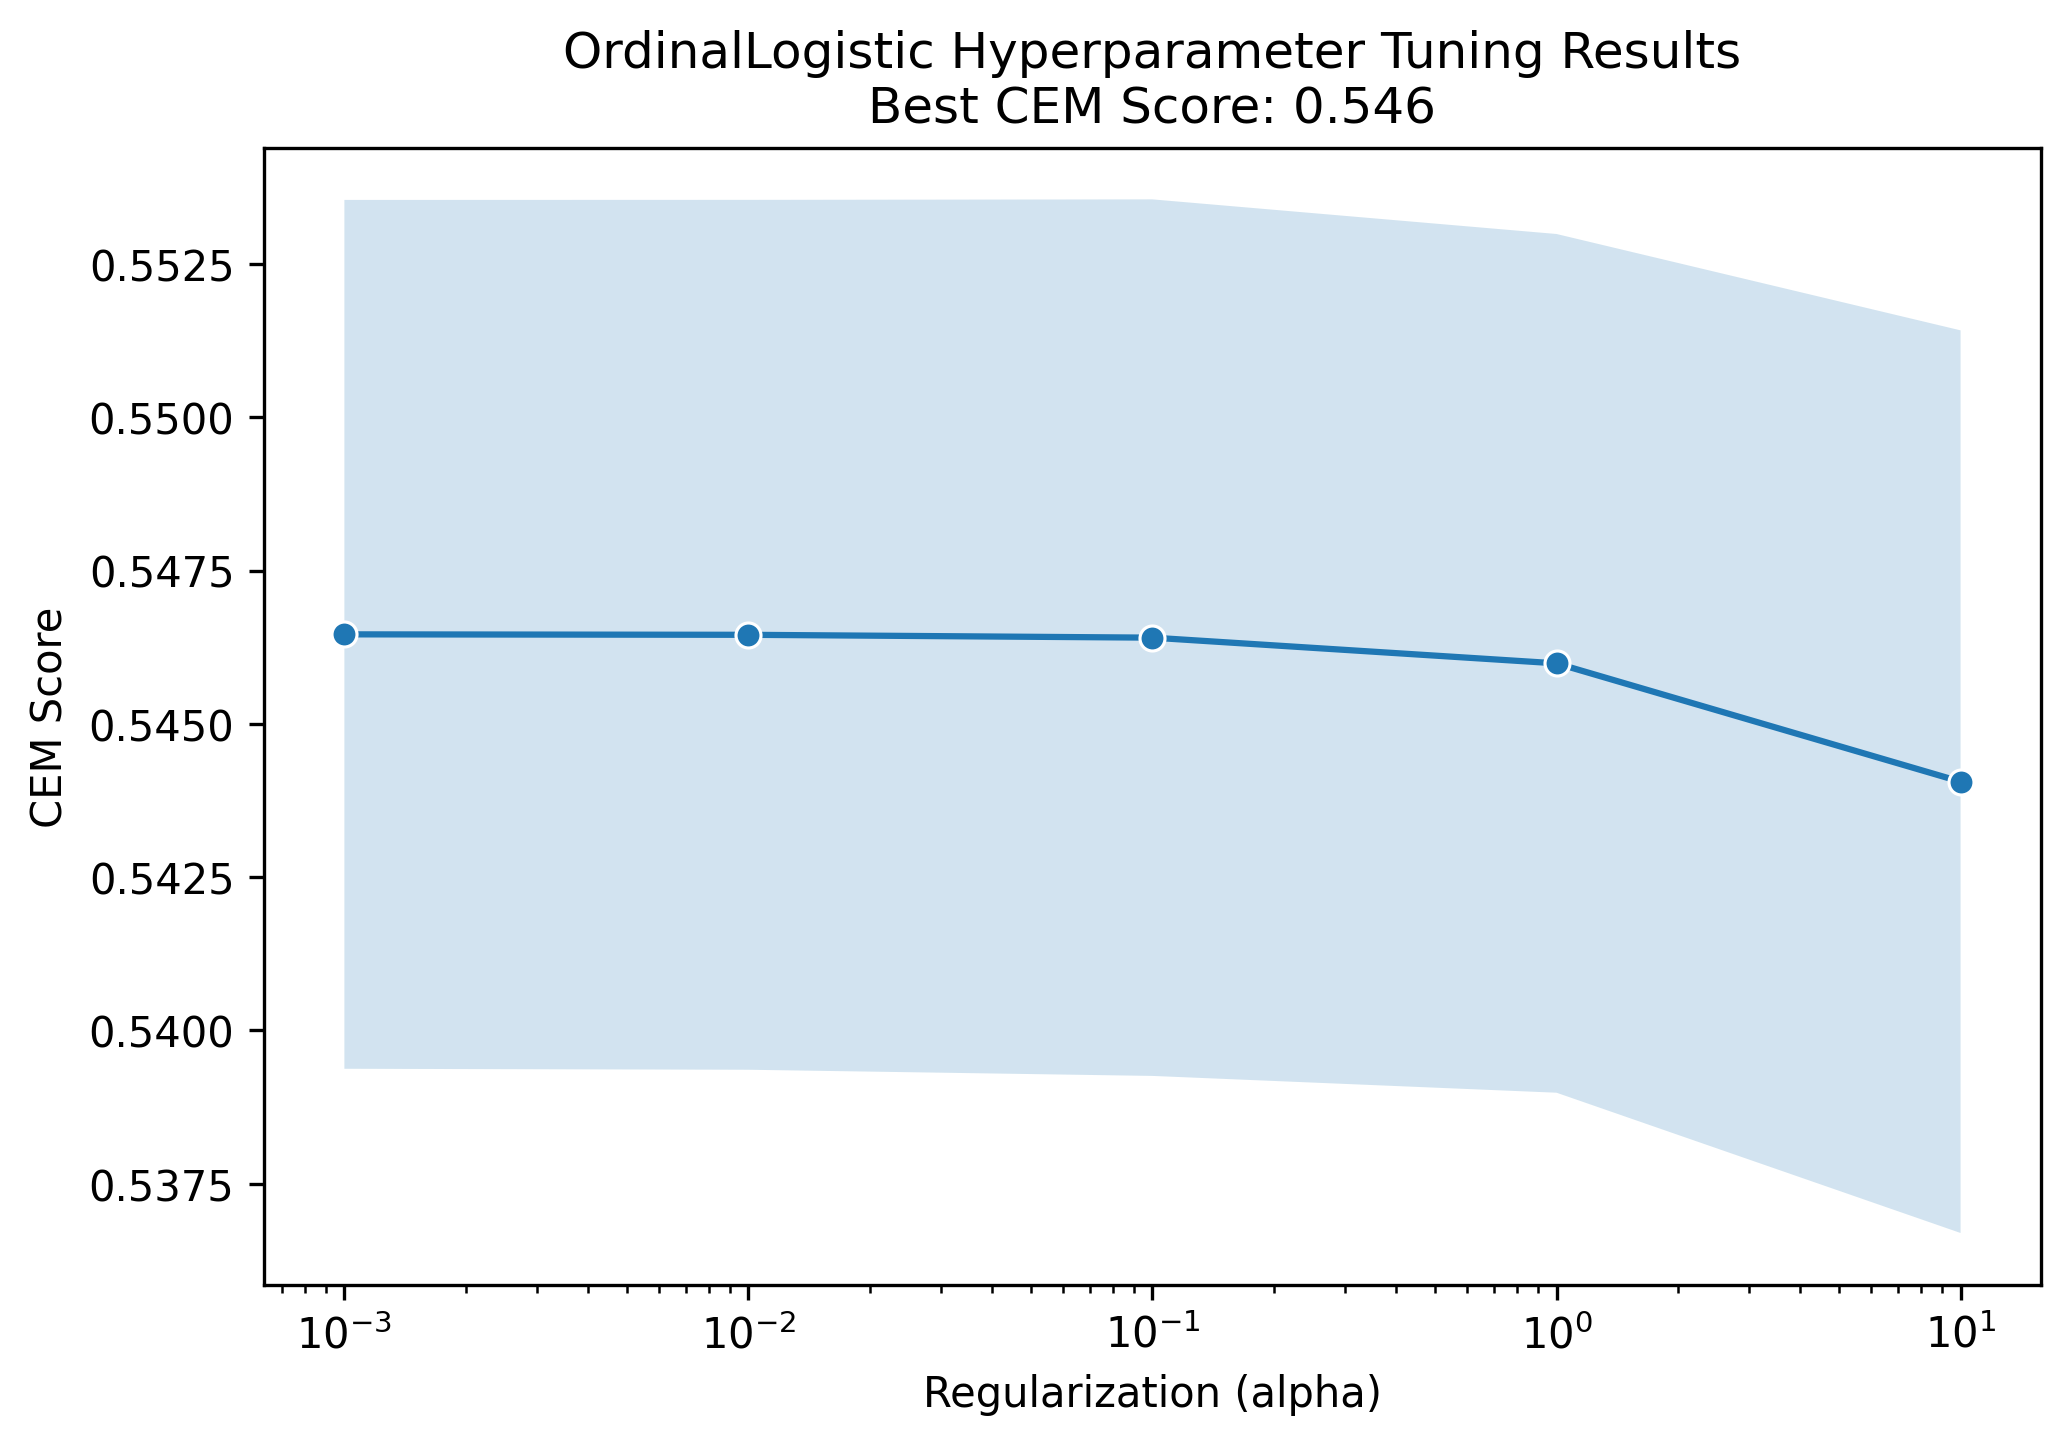 OrdinalLogistic Hyperparameter Tuning Results
Best CEM Score: 0.546
CEM Score
0.5525
0.5500
0.5475
0.5450
0.5425
0.5400
0.5375
10⁻³ 10⁻² 10⁻¹ 10⁰ 10¹
Regularization (alpha)